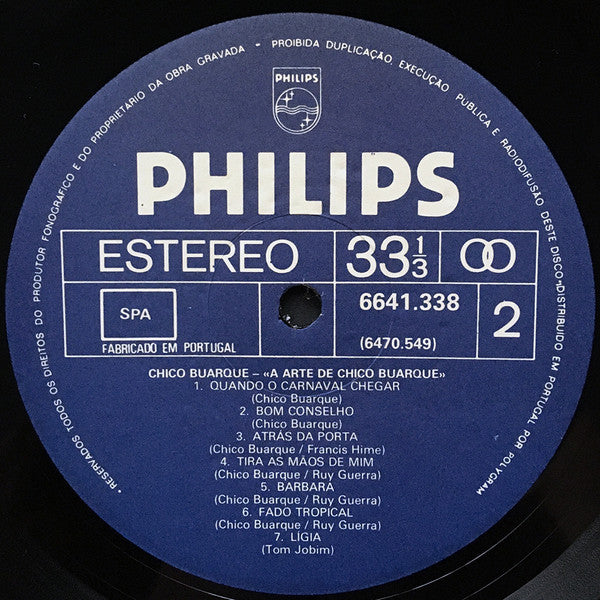 • RESERVADOS TODOS OS DIREITOS DO PRODUTOR FONOGRÁFICO E DO PROPRIETÁRIO DA OBRA GRAVADA - PROIBIDA DUPLICAÇÃO, EXECUÇÃO PÚBLICA E RADIODIFUSÃO DESTE DISCO-DISTRIBUIDO EM PORTUGAL POR POLYGRAM
PHILIPS
PHILIPS
ESTEREO 33 1/3
SPA 6641.338 2
FABRICADO EM PORTUGAL (6470.549)
CHICO BUARQUE – «A ARTE DE CHICO BUARQUE»
1. QUANDO O CARNAVAL CHEGAR
(Chico Buarque)
2. BOM CONSELHO
(Chico Buarque)
3. ATRÁS DA PORTA
(Chico Buarque / Francis Hime)
4. TIRA AS MÃOS DE MIM
(Chico Buarque / Ruy Guerra)
5. BARBARA
(Chico Buarque / Ruy Guerra)
6. FADO TROPICAL
(Chico Buarque / Ruy Guerra)
7. LÍGIA
(Tom Jobim)